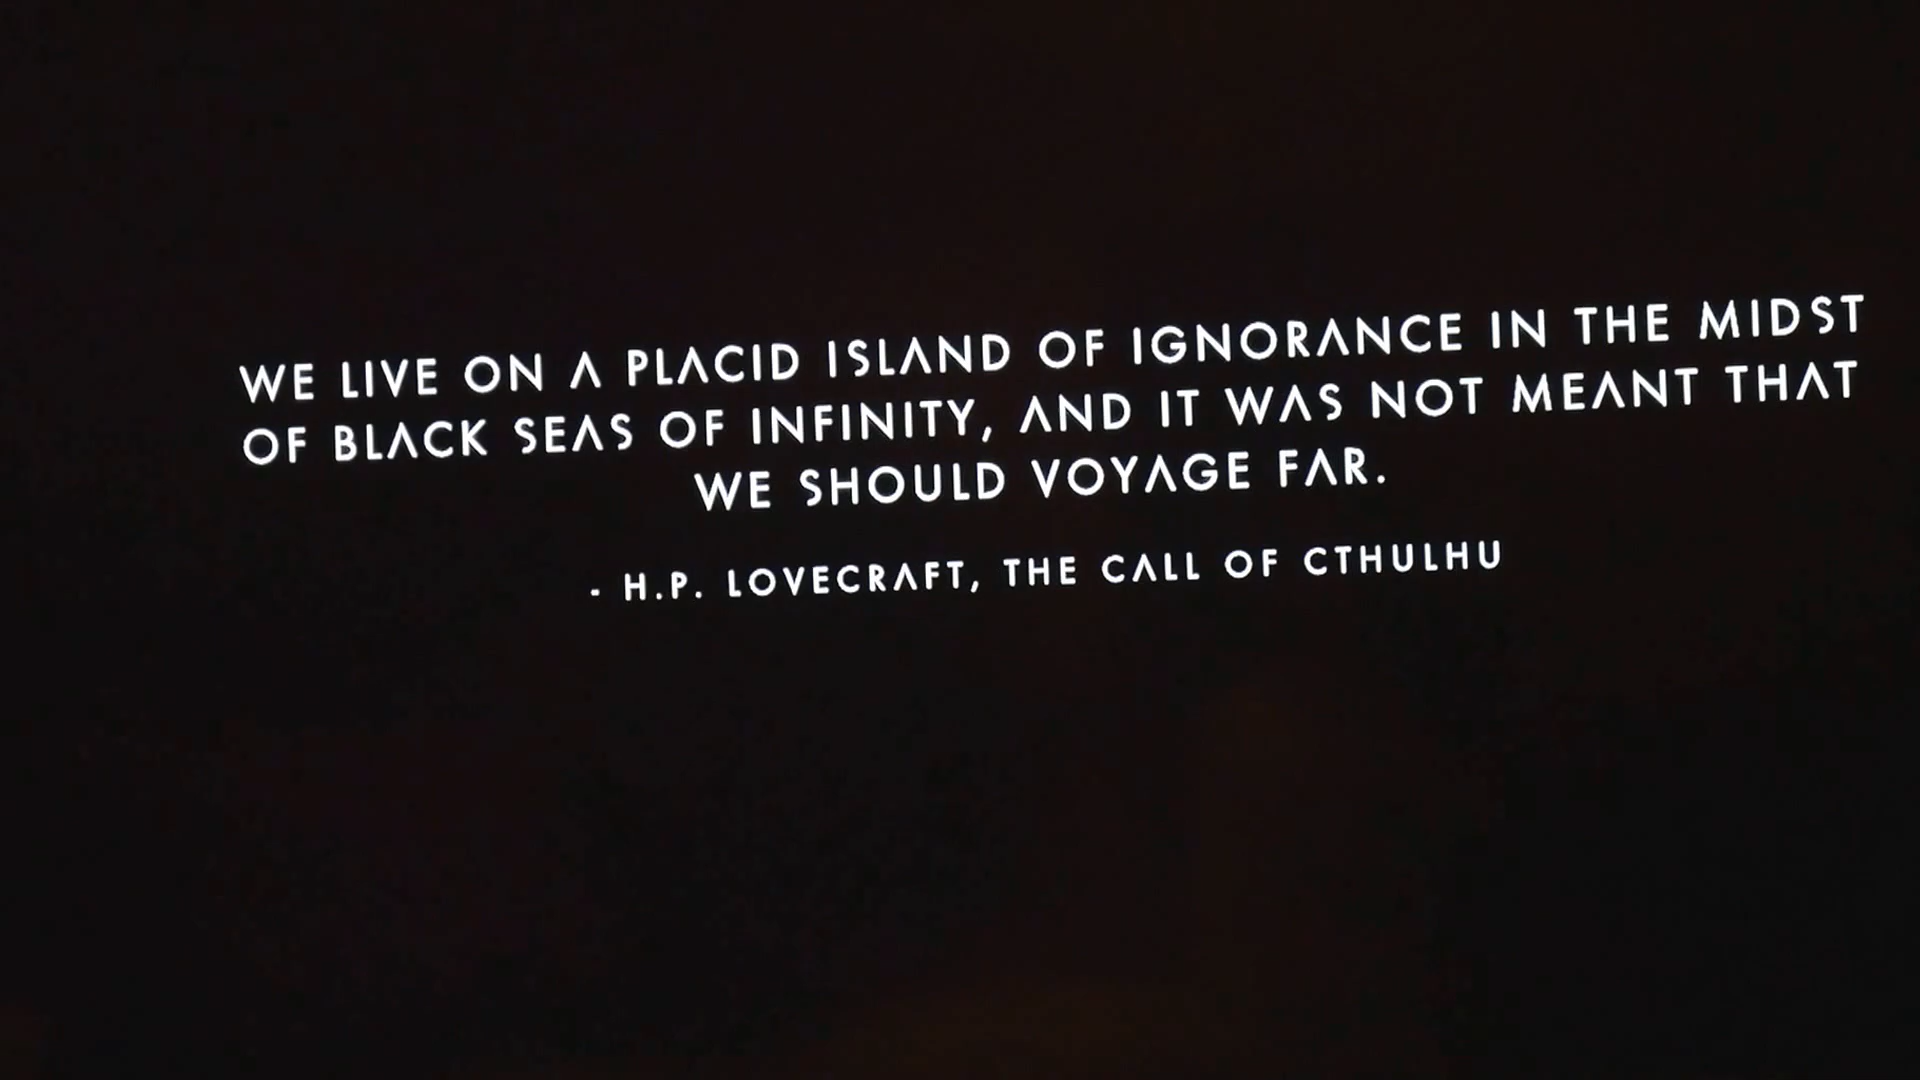 WE LIVE ON A PLACID ISLAND OF IGNORANCE IN THE MIDST
OF BLACK SEAS OF INFINITY, AND IT WAS NOT MEANT THAT
WE SHOULD VOYAGE FAR.
- H.P. LOVECRAFT, THE CALL OF CTHULHU